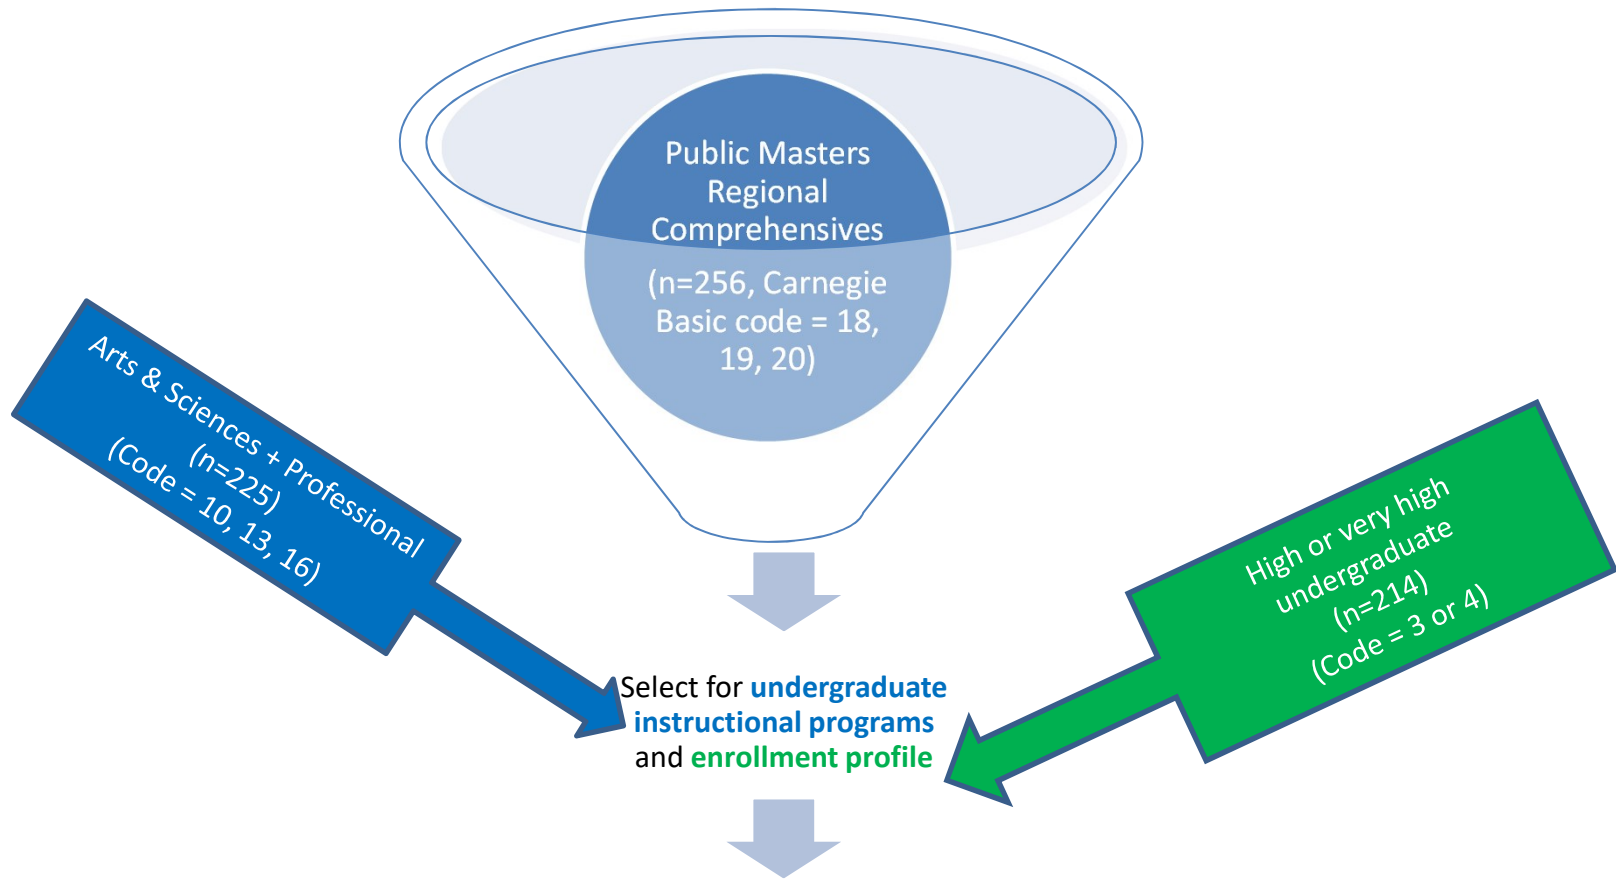 Public Masters
Regional
Comprehensives
(n=256, Carnegie
Basic code = 18,
19, 20)
Arts & Sciences + Professional
(n=225)
(Code = 10, 13, 16)
High or very high
undergraduate
(n=214)
(Code = 3 or 4)
Select for undergraduate
instructional programs
and enrollment profile